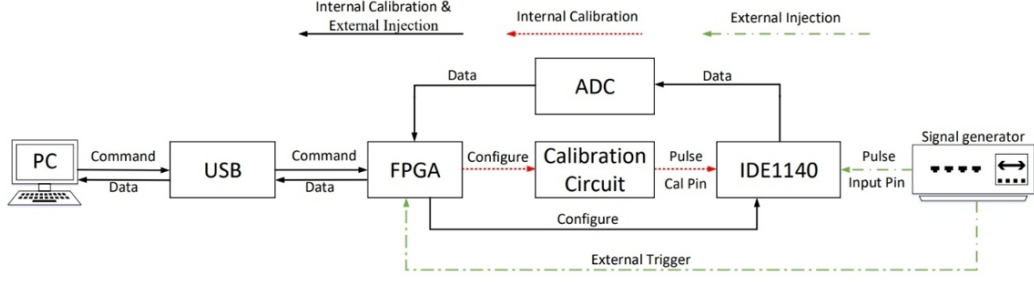 Internal Calibration &
External Injection
Internal Calibration
External Injection
Data
ADC
Data
Signal generator
PC
Command
Data
USB
Command
Data
FPGA
Configure
Calibration
Circuit
Pulse
Cal Pin
IDE1140
Pulse
Input Pin
Configure
External Trigger